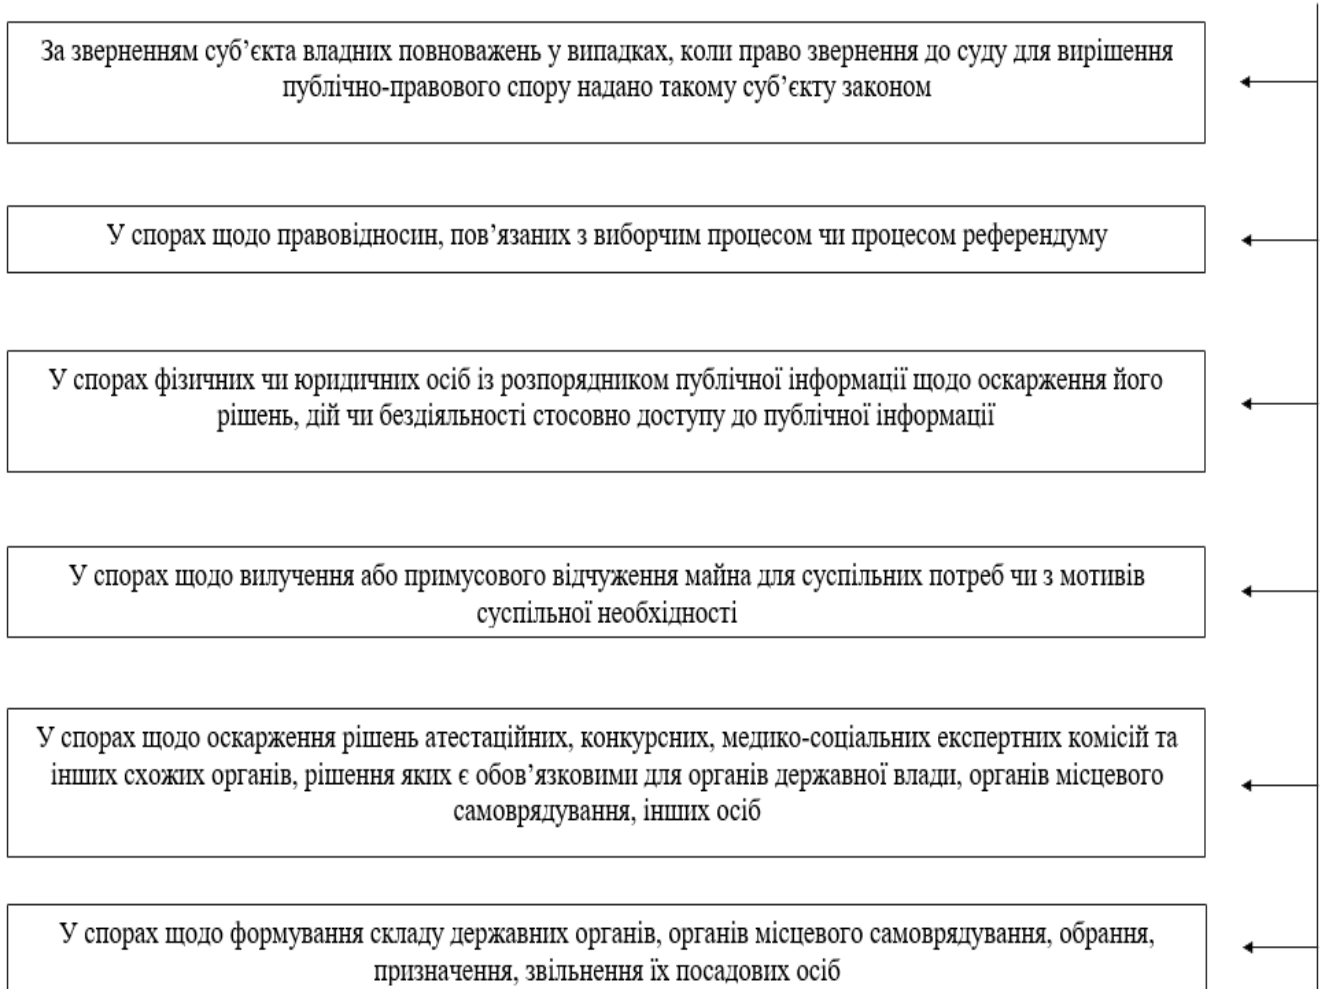 За зверненням суб’єкта владних повноважень у випадках, коли право звернення до суду для вирішення
публічно-правового спору надано такому суб’єкту законом
У спорах щодо правовідносин, пов’язаних з виборчим процесом чи процесом референдуму
У спорах фізичних чи юридичних осіб із розпорядником публічної інформації щодо оскарження його
рішень, дій чи бездіяльності стосовно доступу до публічної інформації
У спорах щодо вилучення або примусового відчуження майна для суспільних потреб чи з мотивів
суспільної необхідності
У спорах щодо оскарження рішень атестаційних, конкурсних, медико-соціальних експертних комісій та
інших схожих органів, рішення яких є обов’язковими для органів державної влади, органів місцевого
самоврядування, інших осіб
У спорах щодо формування складу державних органів, органів місцевого самоврядування, обрання,
призначення, звільнення їх посадових осіб